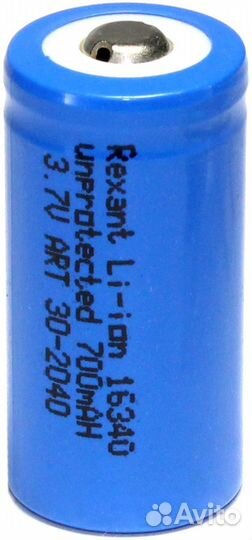 Rexant Li-ion 16340
unprotected 700mAH
3.7V ART 30-2040
Avito